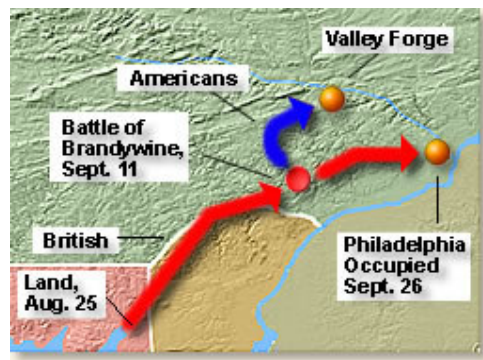 Valley Forge
Americans
Battle of
Brandywine,
Sept. 11
British
Land,
Aug. 25
Philadelphia
Occupied
Sept. 26